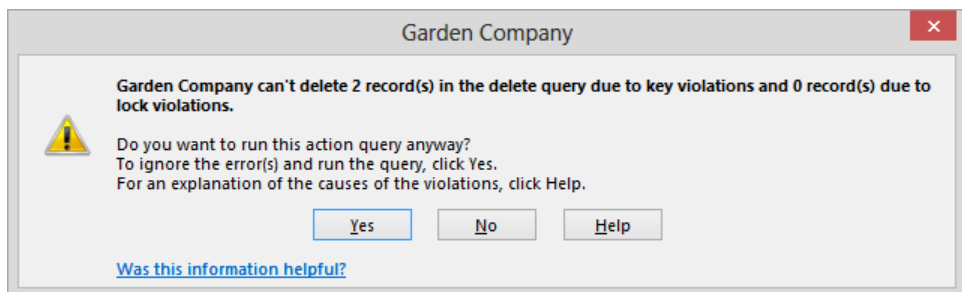 Garden Company
Garden Company can't delete 2 record(s) in the delete query due to key violations and 0 record(s) due to
lock violations.
Do you want to run this action query anyway?
To ignore the error(s) and run the query, click Yes.
For an explanation of the causes of the violations, click Help.
Yes No Help
Was this information helpful?